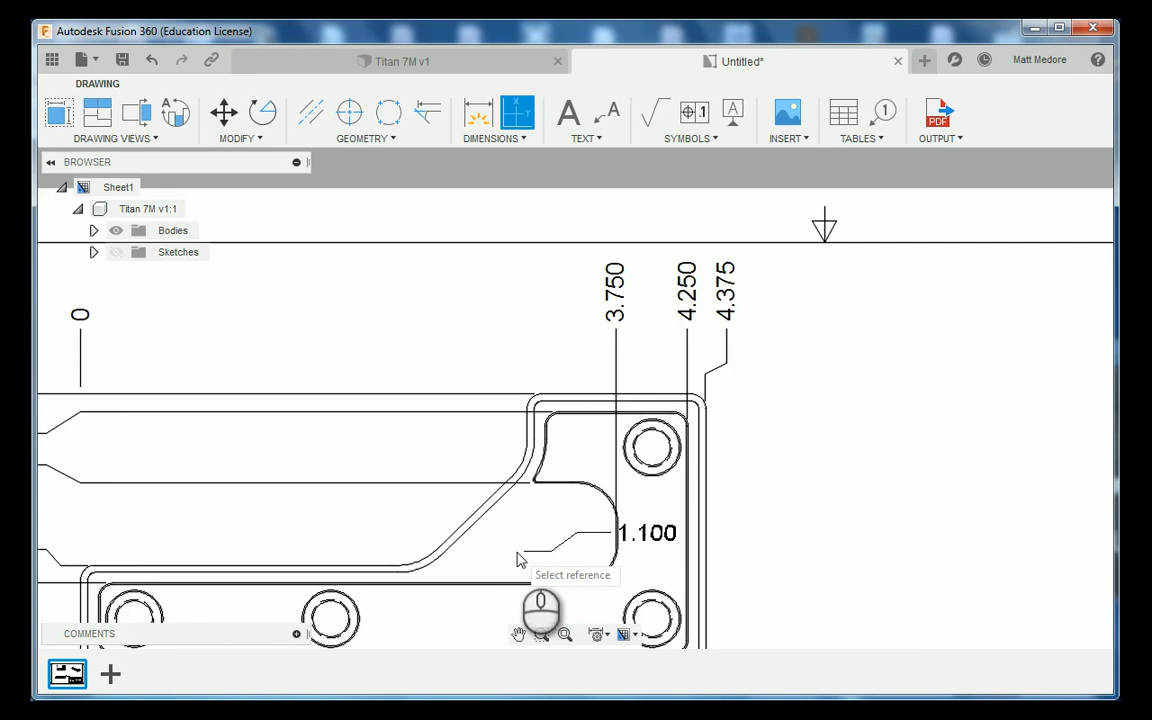 Autodesk Fusion 360 (Education License)
Titan 7M v1
Untitled*
Matt Medore
DRAWING
DRAWING VIEWS
MODIFY
GEOMETRY
DIMENSIONS
TEXT
SYMBOLS
INSERT
TABLES
OUTPUT
BROWSER
Sheet1
Titan 7M v1:1
Bodies
Sketches
0
3.750
4.250
4.375
1.100
Select reference
COMMENTS